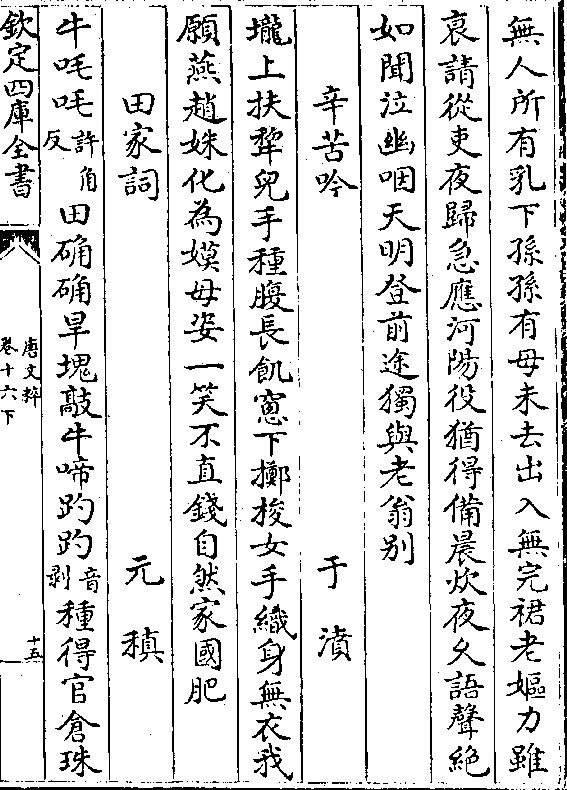 無人所有乳下孫孫有母未去出入無完裙老嫗力雖
哀請從吏夜歸急應河陽役猶得備晨炊夜久語聲絶
如聞泣幽咽天明登前途獨與老翁别
辛苦吟 于濆
壠上扶犂兒手種腹長飢窻下擲梭女手織身無衣我
願燕趙姝化為嫫母姿一笑不直錢自然家國肥
田家詞 元稹
牛吒吒許角反田确确旱塊敲牛啼趵趵音剥種得官倉珠
欽定四庫全書
唐文粹
卷十六下
十五